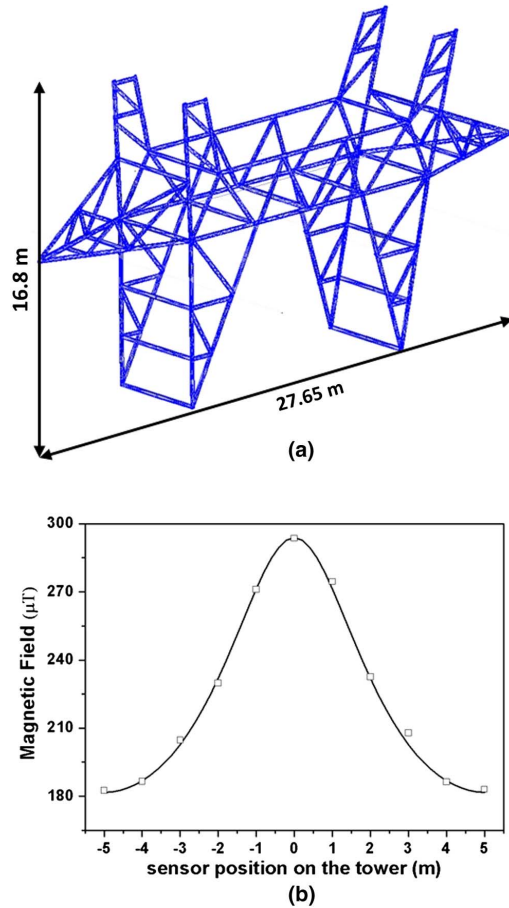 16.8 m
27.65 m
(a)
Magnetic Field (μT)
300
270
240
210
180
-5 -4 -3 -2 -1 0 1 2 3 4 5
sensor position on the tower (m)
(b)